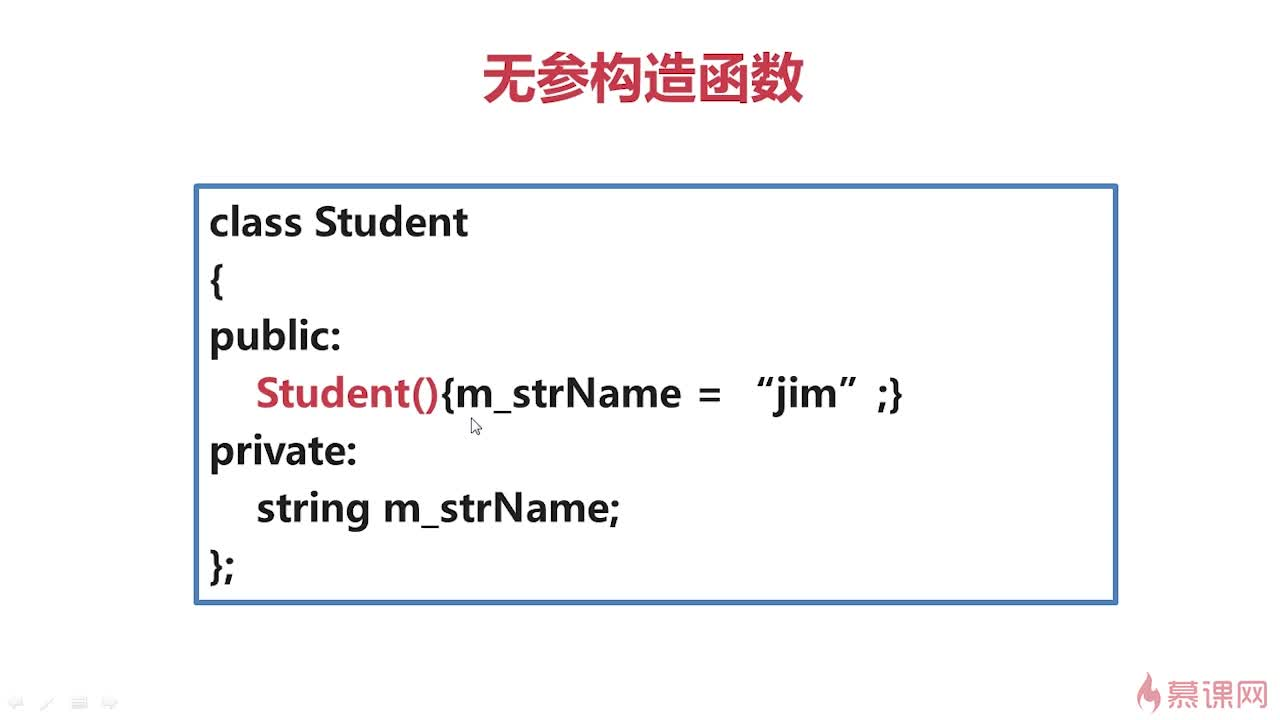 无参构造函数
class Student
{
public:
Student(){m_strName = “jim”;}
private:
string m_strName;
};
慕课网